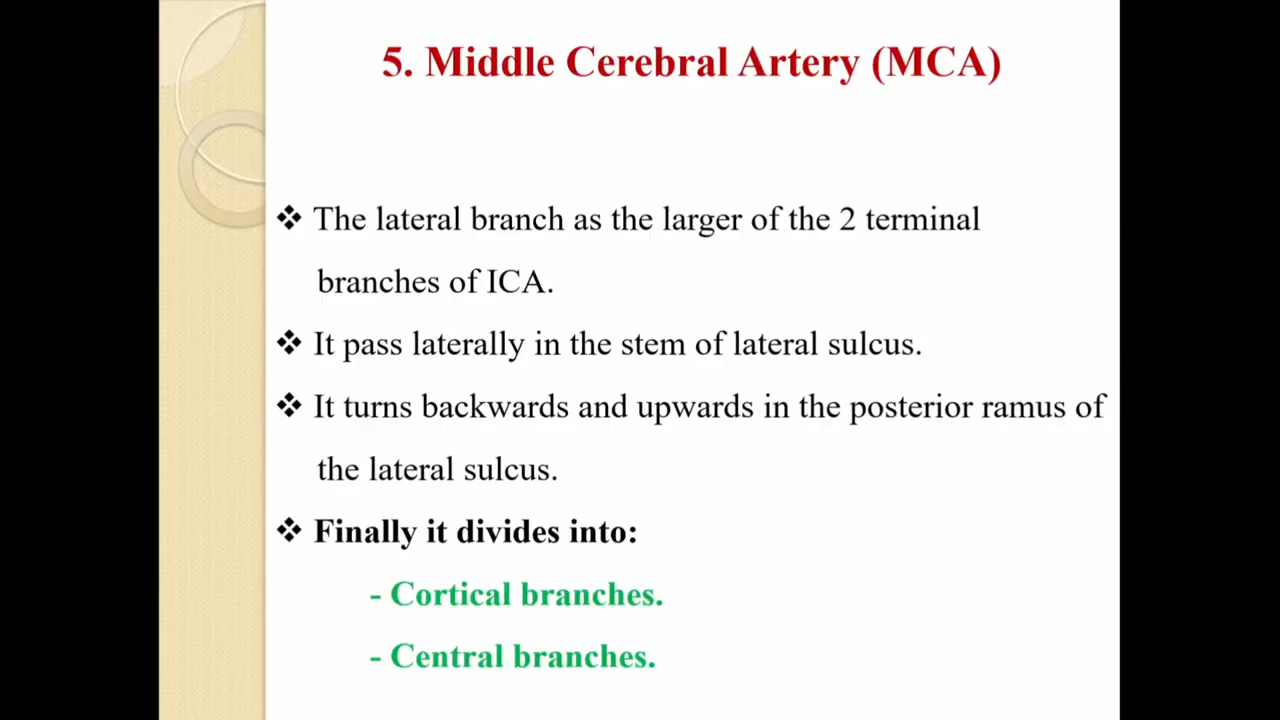 5. Middle Cerebral Artery (MCA)
❖ The lateral branch as the larger of the 2 terminal
branches of ICA.
❖ It pass laterally in the stem of lateral sulcus.
❖ It turns backwards and upwards in the posterior ramus of
the lateral sulcus.
❖ Finally it divides into:
- Cortical branches.
- Central branches.